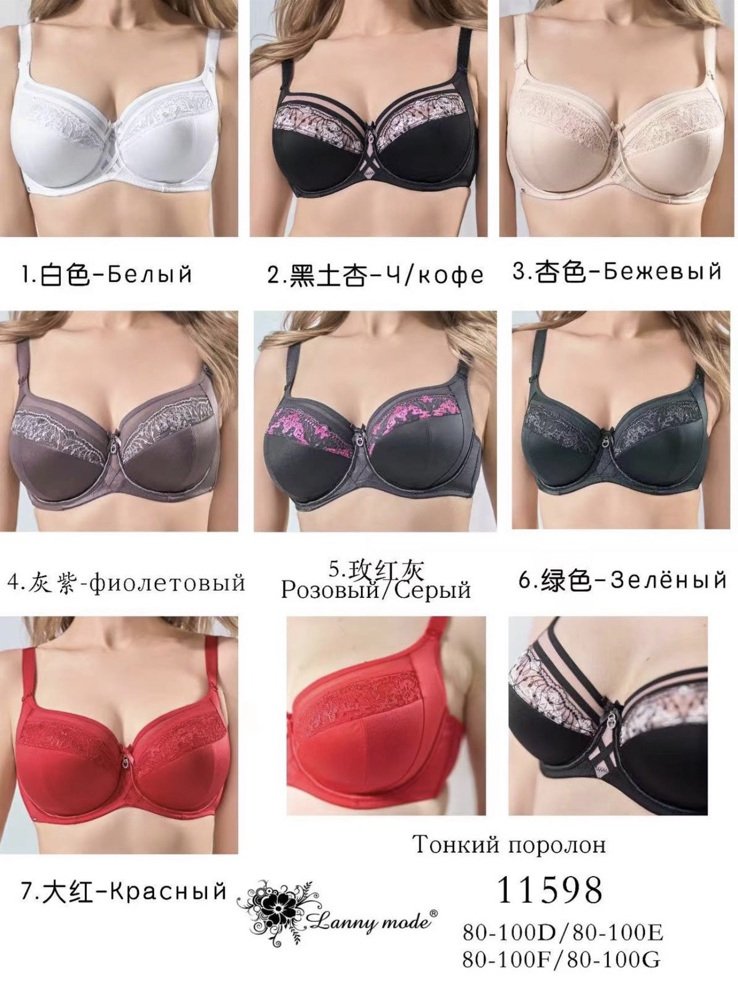 1.白色-Белый
2.黑土杏-Ч/кофе
3.杏色-Бежевый
4.灰紫-фиолетовый
5.玫红灰
Розовый/Серый
6.绿色-Зелёный
7.大红-Красный
Тонкий поролон
11598
Lanny mode®
80-100D/80-100E
80-100F/80-100G